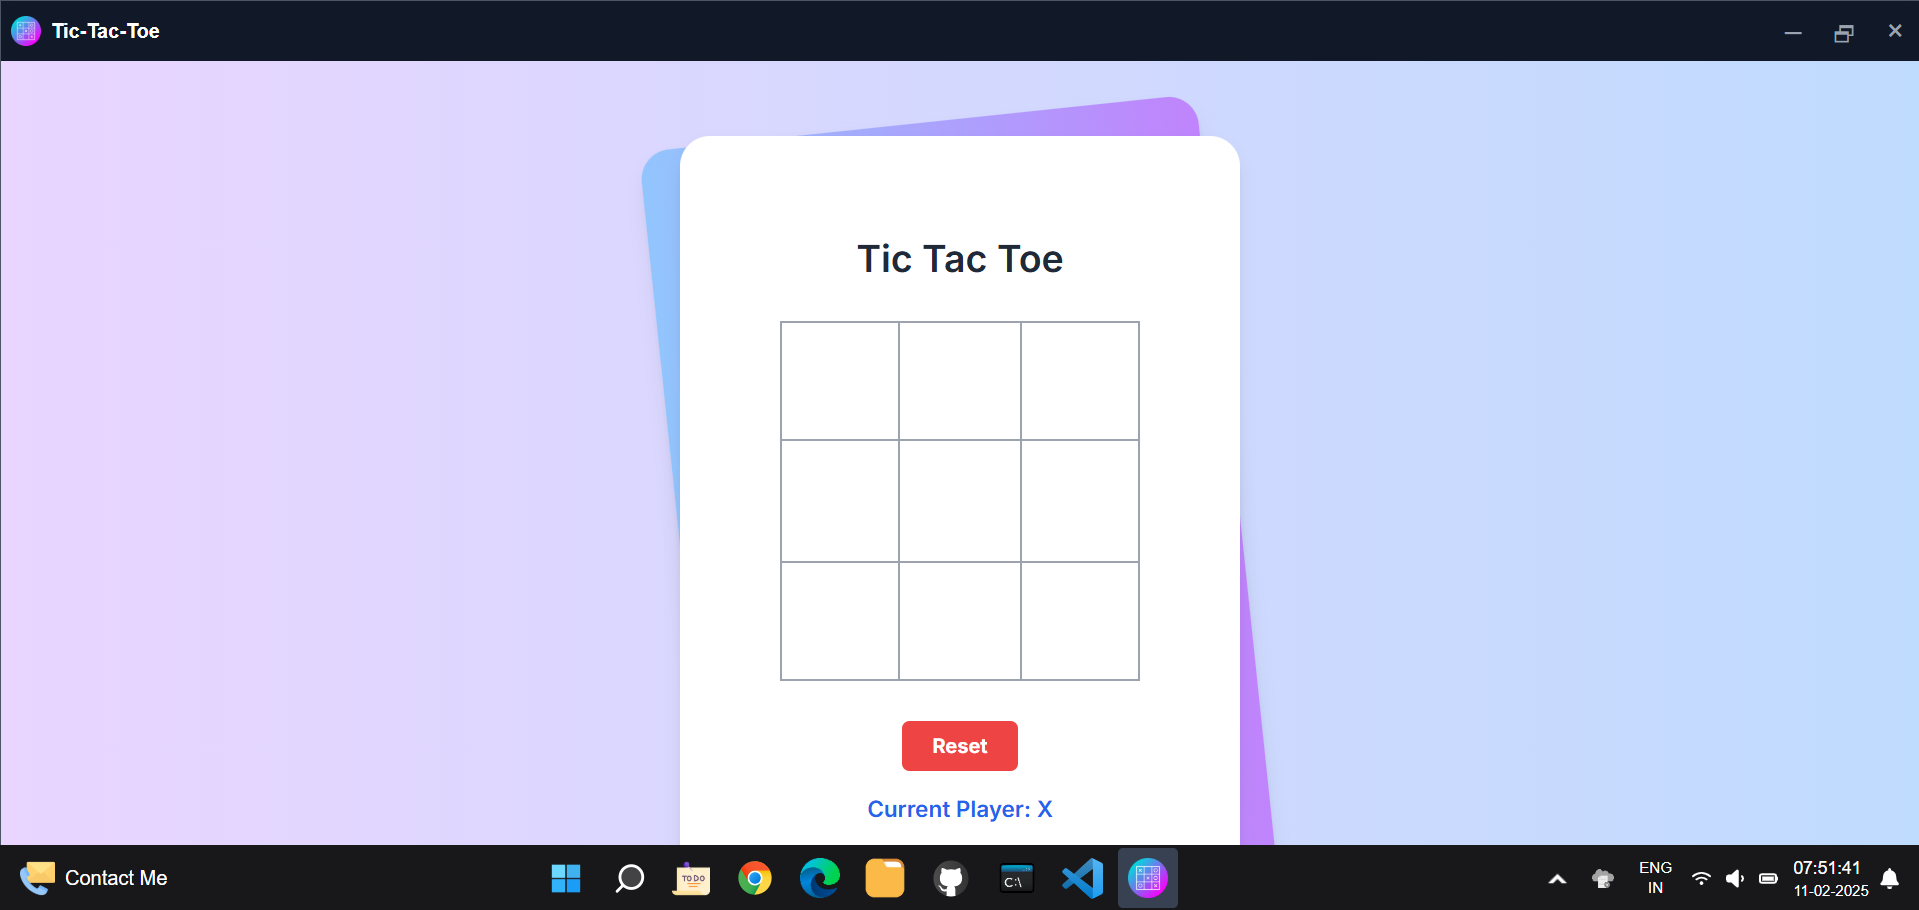 Tic-Tac-Toe
Tic Tac Toe
Reset
Current Player: X
Contact Me
TO DO
C:\
ENG
IN
07:51:41
11-02-2025